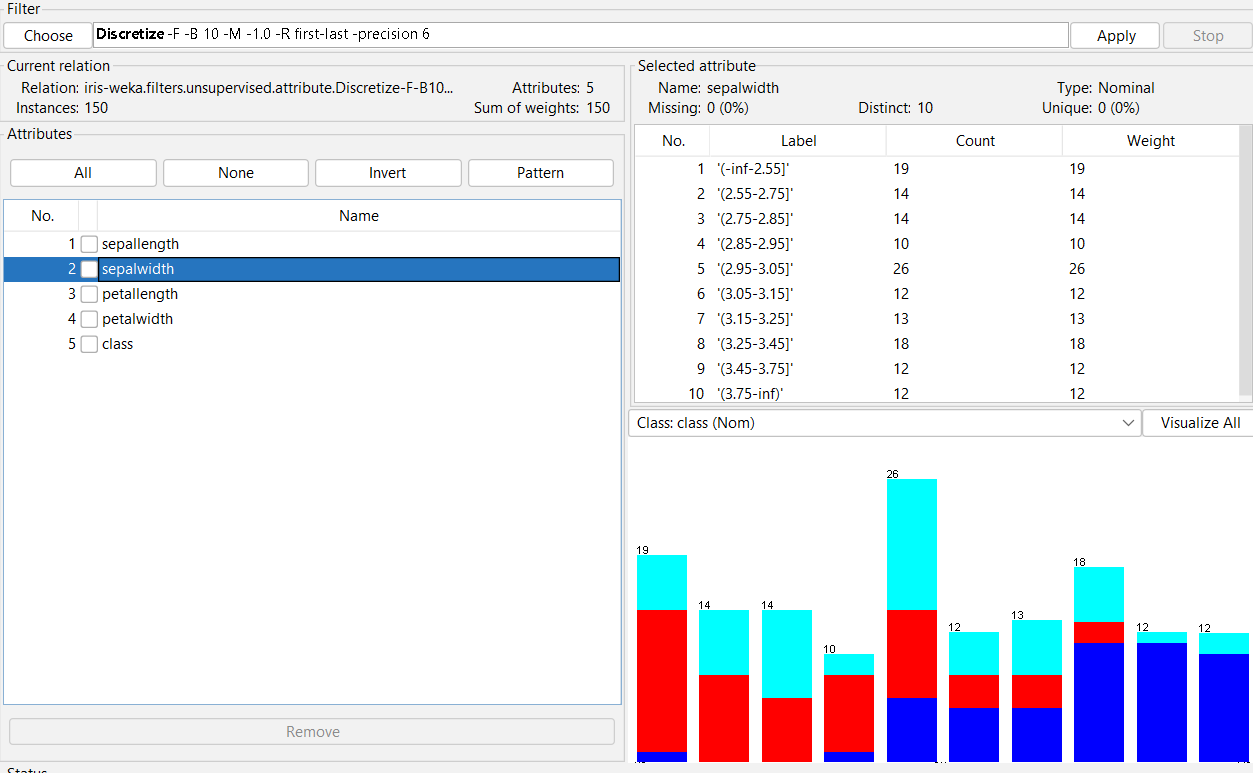 Filter
Choose Discretize -F -B 10 -M -1.0 -R first-last -precision 6 Apply Stop
Current relation
Relation: iris-weka.filters.unsupervised.attribute.Discretize-F-B10... Attributes: 5
Instances: 150 Sum of weights: 150
Attributes
All None Invert Pattern
No. Name
1 sepallength
2 sepalwidth
3 petallength
4 petalwidth
5 class
Remove
Selected attribute
Name: sepalwidth Type: Nominal
Missing: 0 (0%) Distinct: 10 Unique: 0 (0%)
No. Label Count Weight
1 '(-inf-2.55]' 19 19
2 '(2.55-2.75]' 14 14
3 '(2.75-2.85]' 14 14
4 '(2.85-2.95]' 10 10
5 '(2.95-3.05]' 26 26
6 '(3.05-3.15]' 12 12
7 '(3.15-3.25]' 13 13
8 '(3.25-3.45]' 18 18
9 '(3.45-3.75]' 12 12
10 '(3.75-inf)' 12 12
Class: class (Nom) Visualize All
19 14 14 10 26 12 13 18 12 12
Status